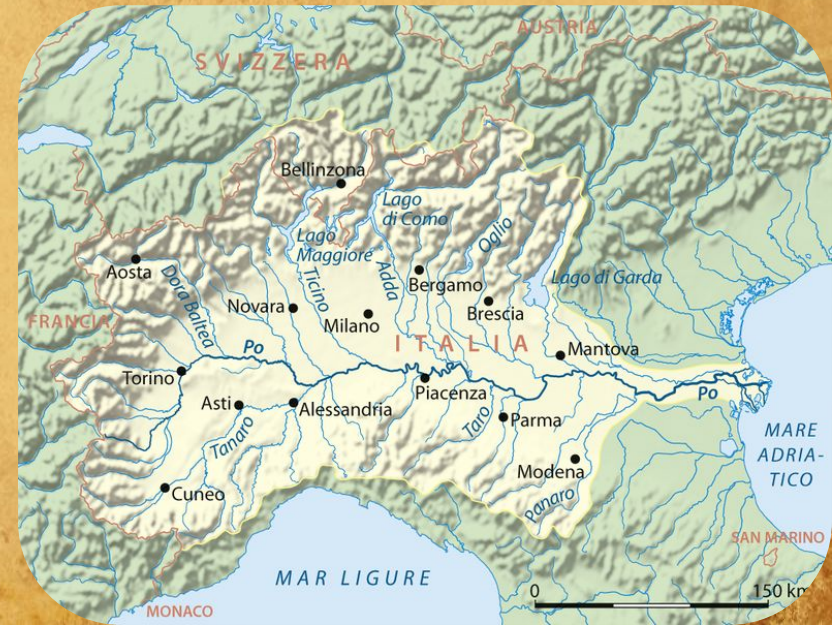 AUSTRIA
SVIZZERA
Bellinzona
Lago
di Como
Oglio
Lago
Maggiore
Aosta
Dora Baltea
Ticino
Adda
Bergamo
Lago di Garda
Novara
Milano
Brescia
FRANCIA
ITALIA
Po
Mantova
Torino
Piacenza
Po
Asti
Alessandria
Taro
Parma
Tanaro
MARE
ADRIA-
TICO
Modena
Cuneo
Panaro
SAN MARINO
MAR LIGURE
0
150 km
MONACO